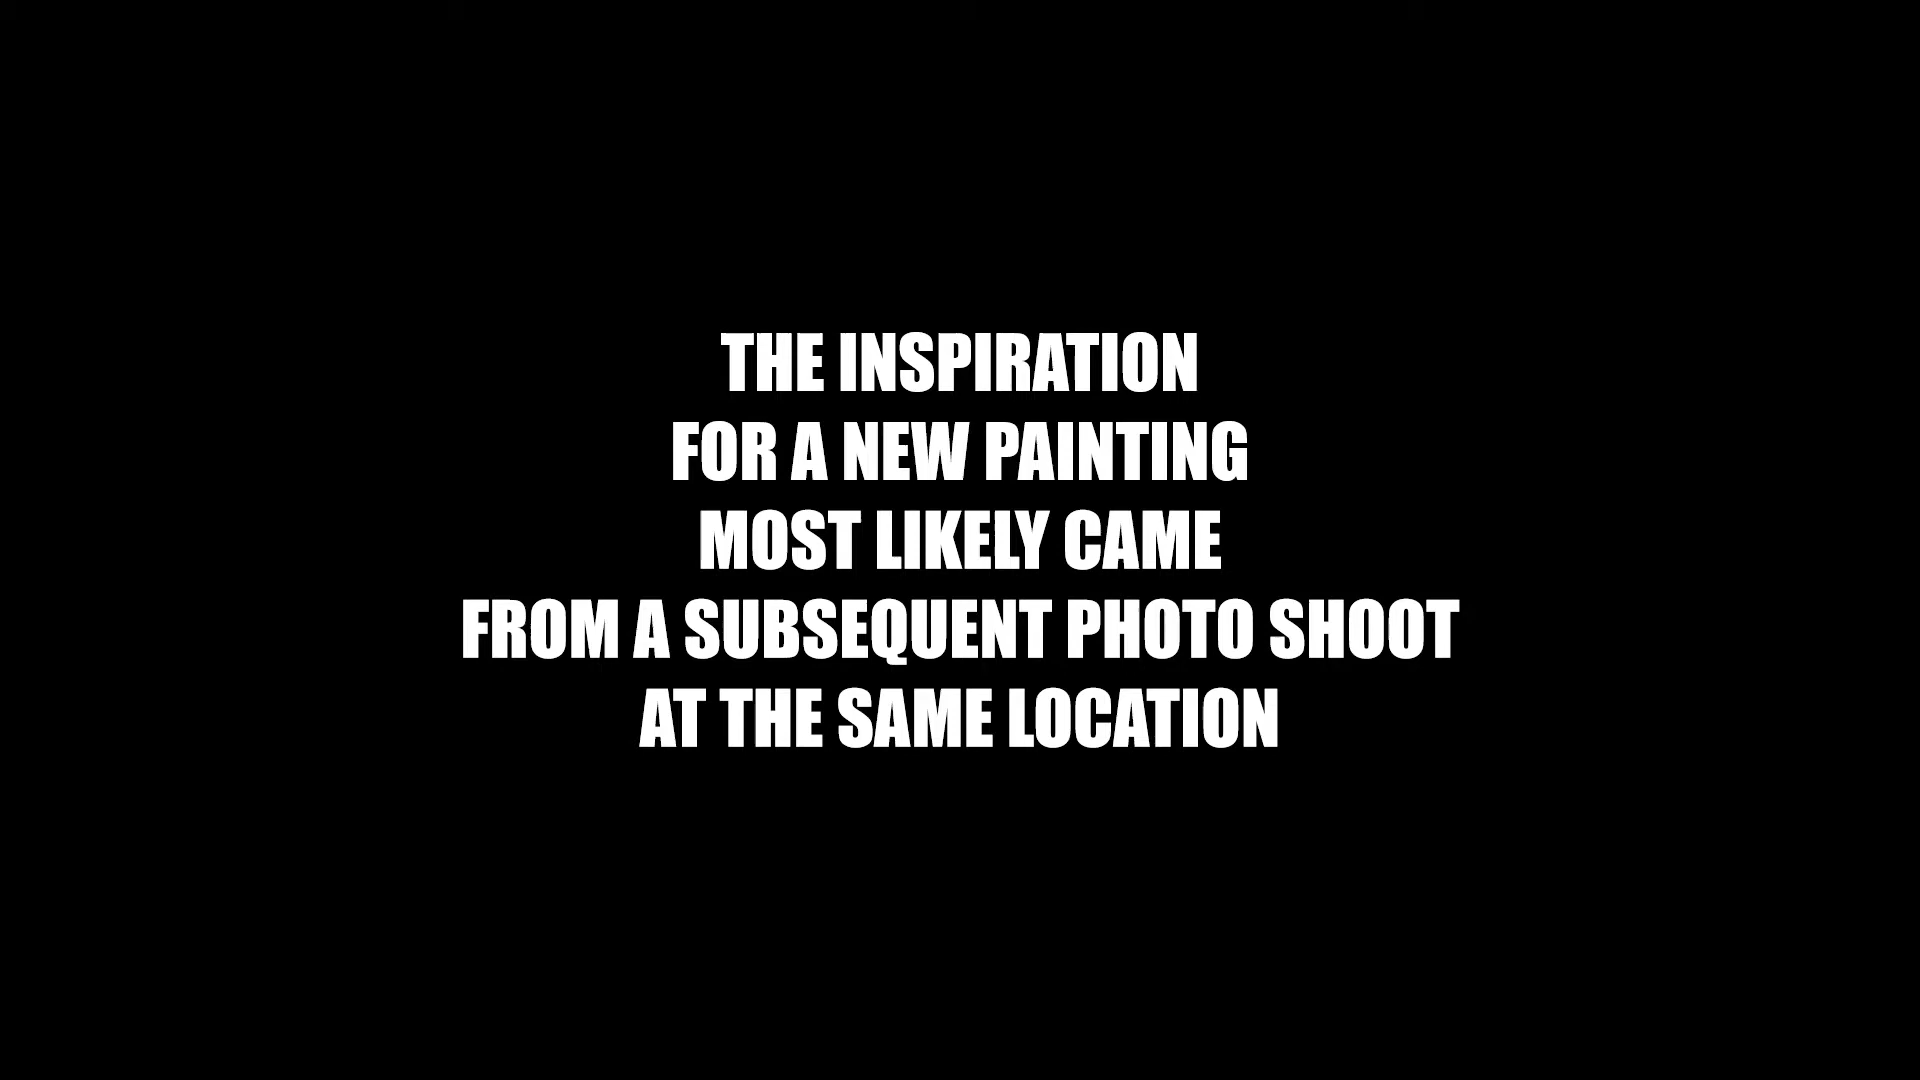 THE INSPIRATION
FOR A NEW PAINTING
MOST LIKELY CAME
FROM A SUBSEQUENT PHOTO SHOOT
AT THE SAME LOCATION